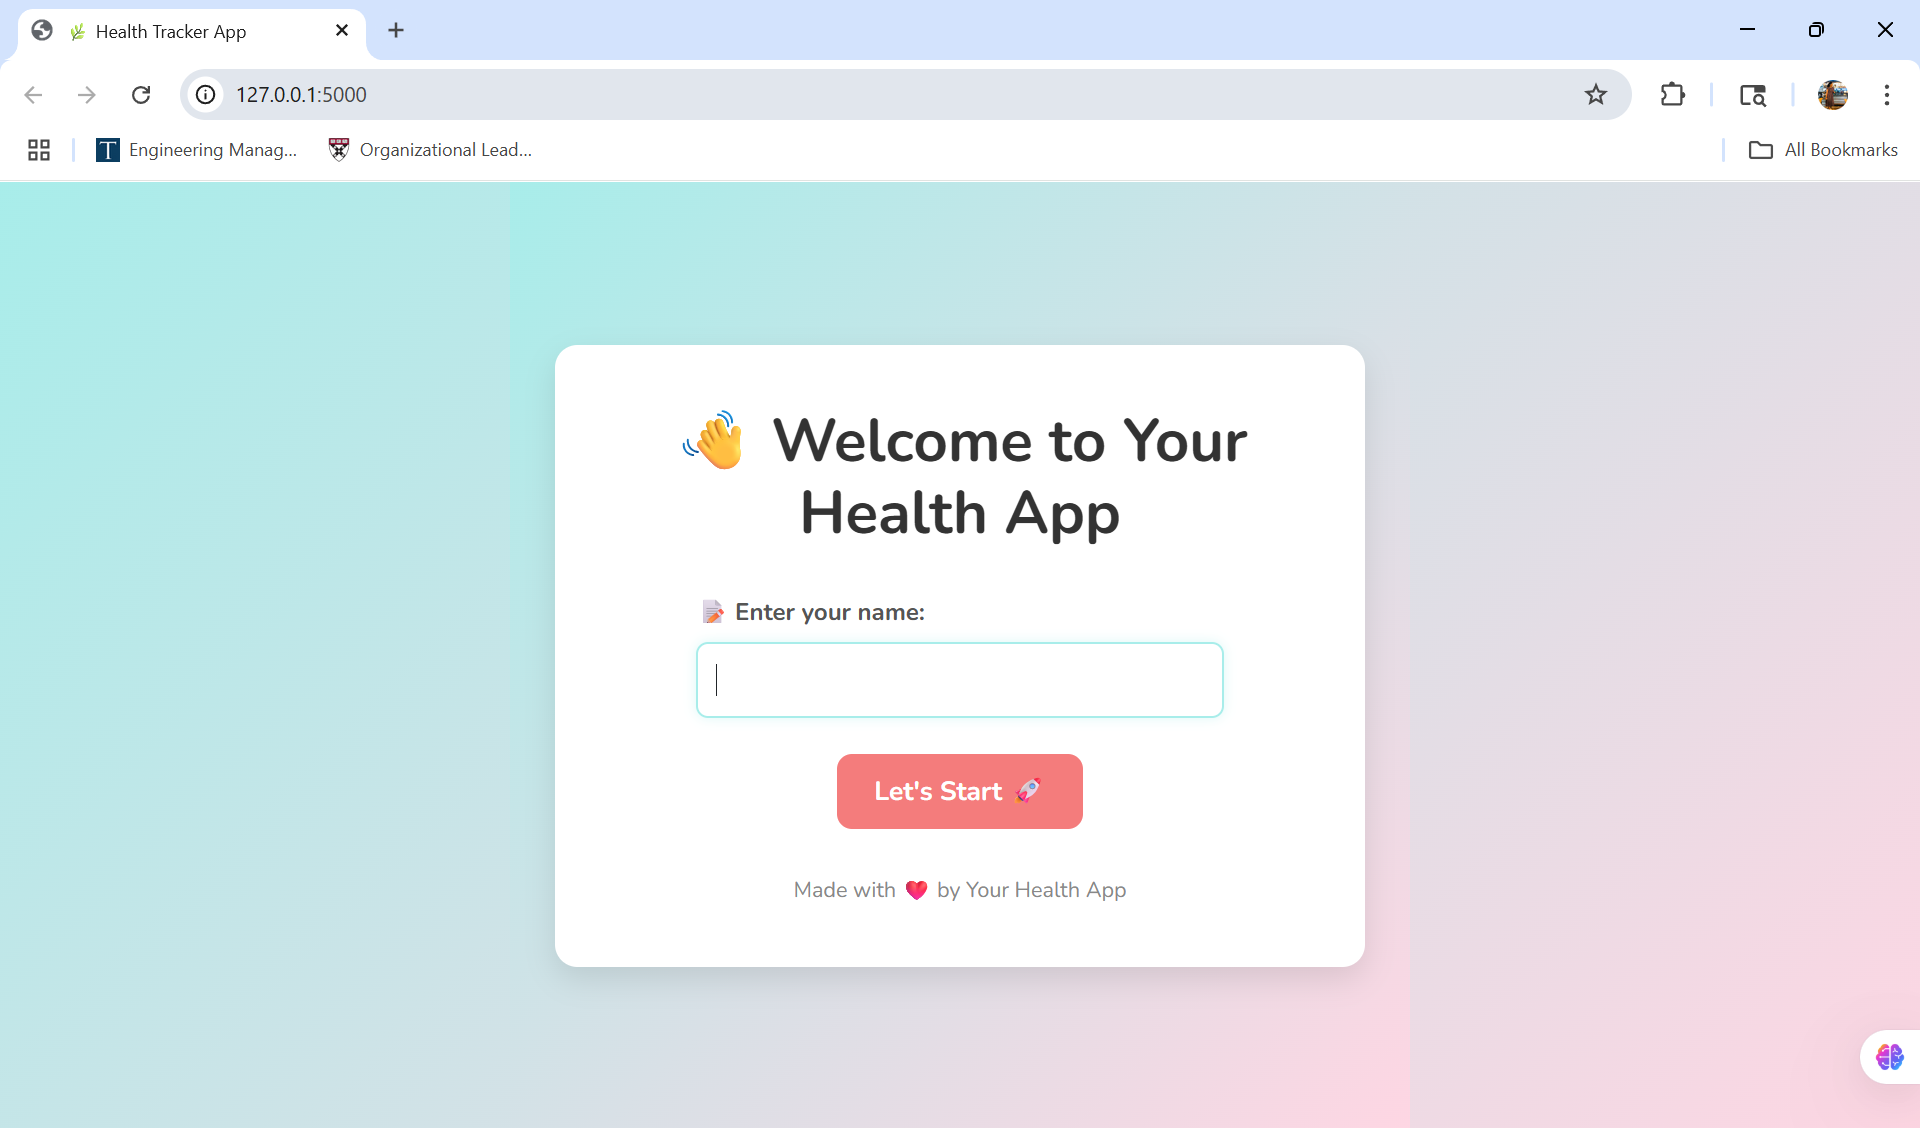 🌿 Health Tracker App
127.0.0.1:5000
Engineering Manag...
Organizational Lead...
All Bookmarks
👋 Welcome to Your
Health App
📝 Enter your name:
Let's Start 🚀
Made with ❤️ by Your Health App